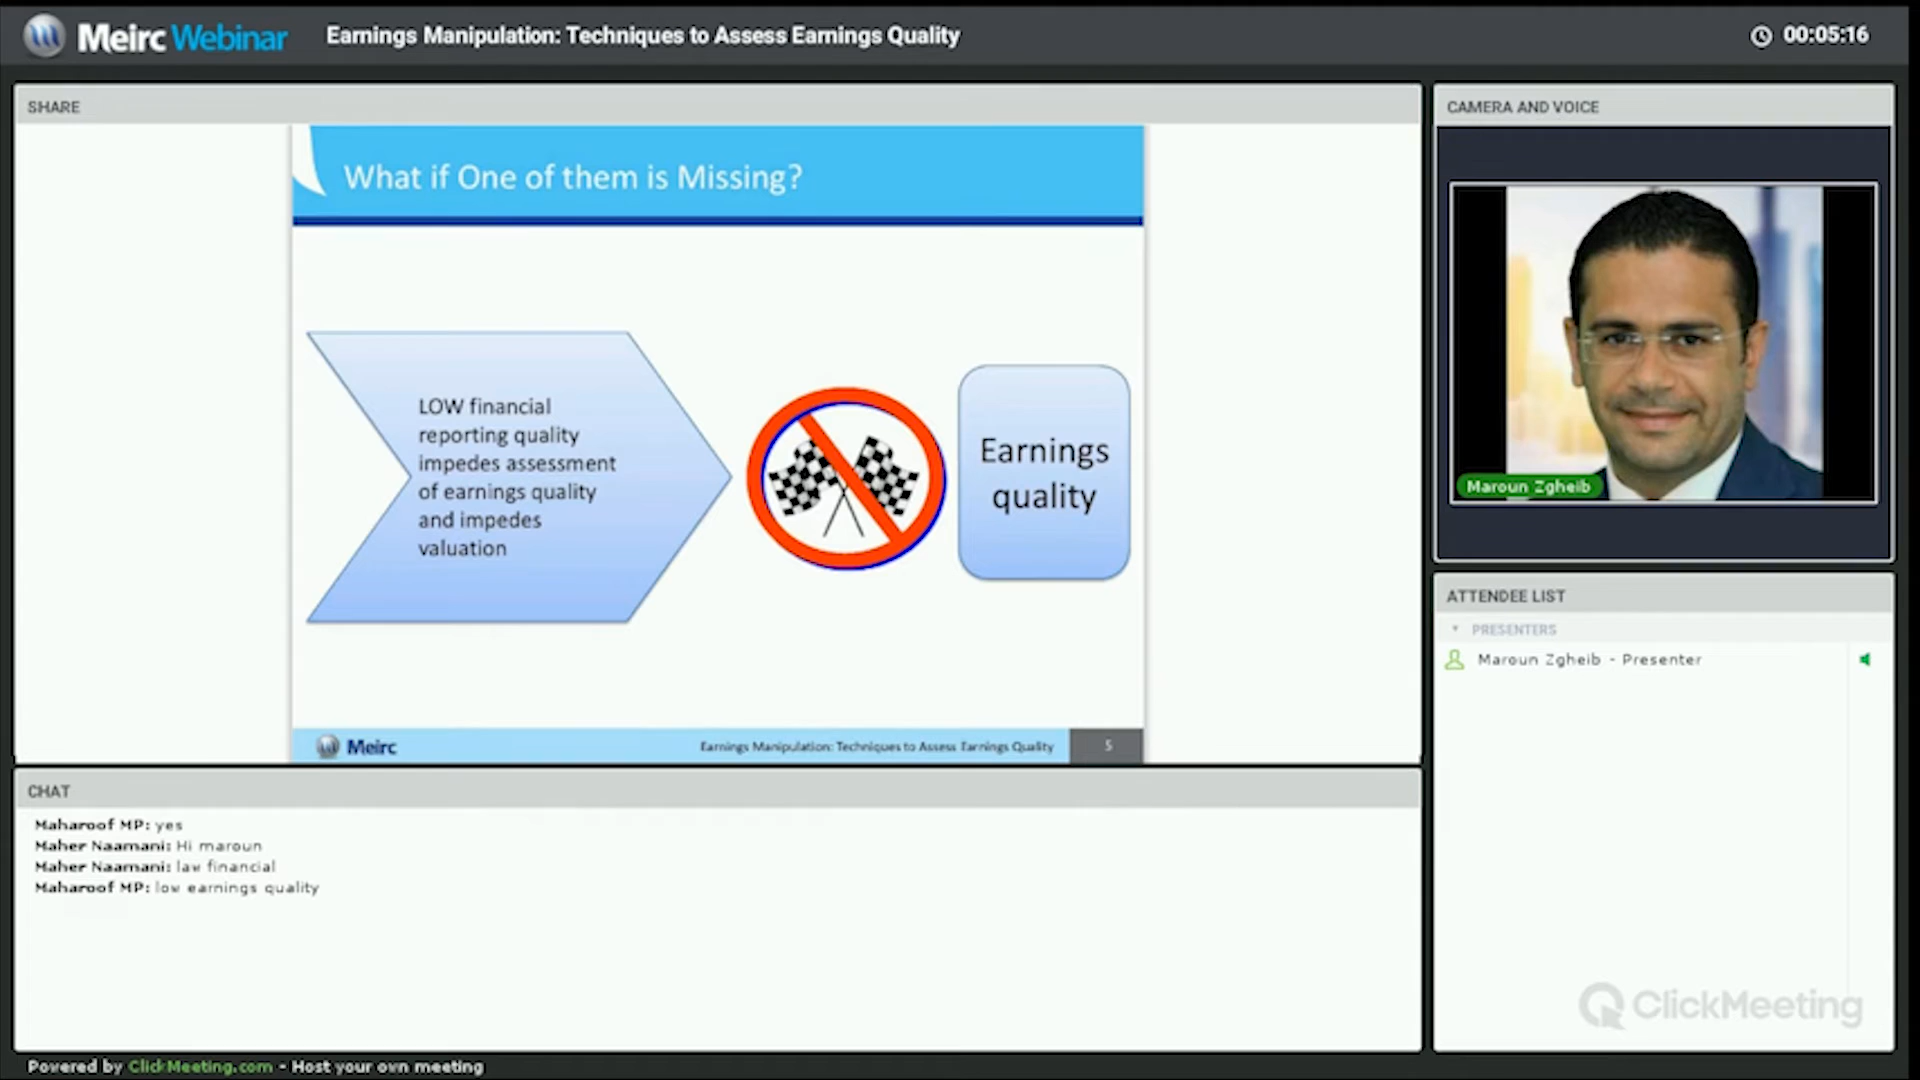 Meirc Webinar
Earnings Manipulation: Techniques to Assess Earnings Quality
00:05:16
SHARE
What if One of them is Missing?
LOW financial
reporting quality
impedes assessment
of earnings quality
and impedes
valuation
Earnings
quality
Meirc
Earnings Manipulation: Techniques to Assess Earnings Quality
5
CHAT
Maharoof MP: yes
Maher Naamani: Hi maroun
Maher Naamani: law financial
Maharoof MP: low earnings quality
CAMERA AND VOICE
Maroun Zgheib
ATTENDEE LIST
PRESENTERS
Maroun Zgheib - Presenter
ClickMeeting
Powered by ClickMeeting.com - Host your own meeting